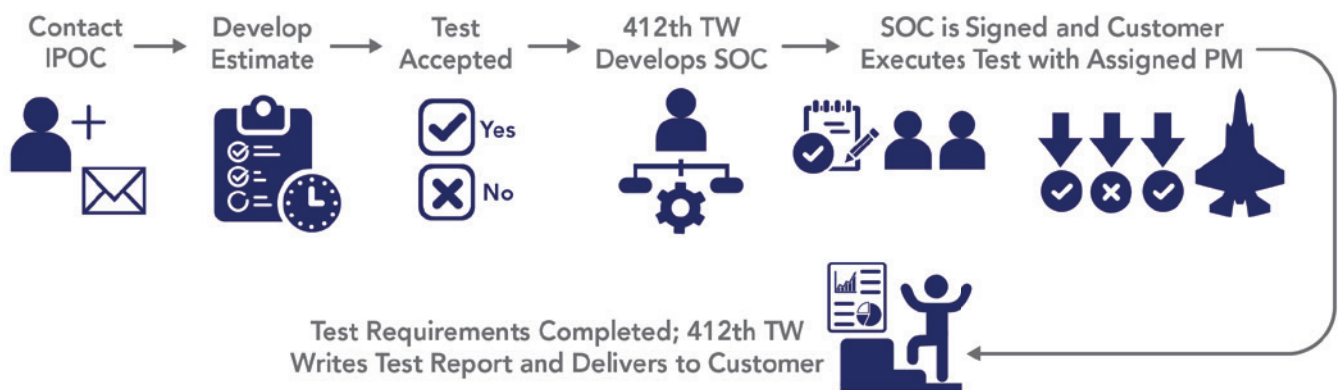 Contact
IPOC
Develop
Estimate
Test
Accepted
412th TW
Develops SOC
SOC is Signed and Customer
Executes Test with Assigned PM
Yes
No
Test Requirements Completed; 412th TW
Writes Test Report and Delivers to Customer